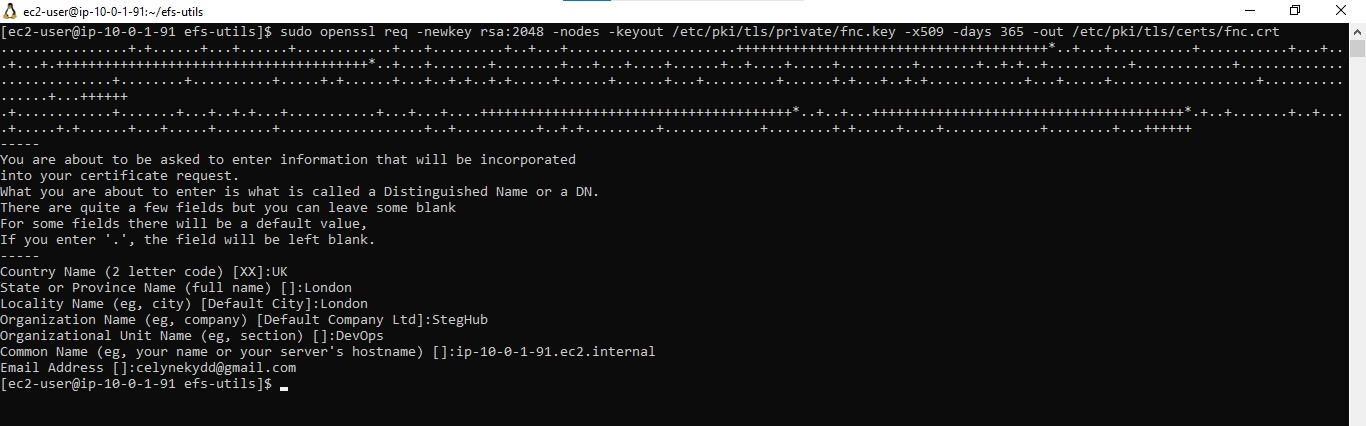 ec2-user@ip-10-0-1-91:~/efs-utils
[ec2-user@ip-10-0-1-91 efs-utils]$ sudo openssl req -newkey rsa:2048 -nodes -keyout /etc/pki/tls/private/fnc.key -x509 -days 365 -out /etc/pki/tls/certs/fnc.crt
-----
You are about to be asked to enter information that will be incorporated
into your certificate request.
What you are about to enter is what is called a Distinguished Name or a DN.
There are quite a few fields but you can leave some blank
For some fields there will be a default value,
If you enter '.', the field will be left blank.
-----
Country Name (2 letter code) [XX]:UK
State or Province Name (full name) []:London
Locality Name (eg, city) [Default City]:London
Organization Name (eg, company) [Default Company Ltd]:StegHub
Organizational Unit Name (eg, section) []:DevOps
Common Name (eg, your name or your server's hostname) []:ip-10-0-1-91.ec2.internal
Email Address []:celynekydd@gmail.com
[ec2-user@ip-10-0-1-91 efs-utils]$